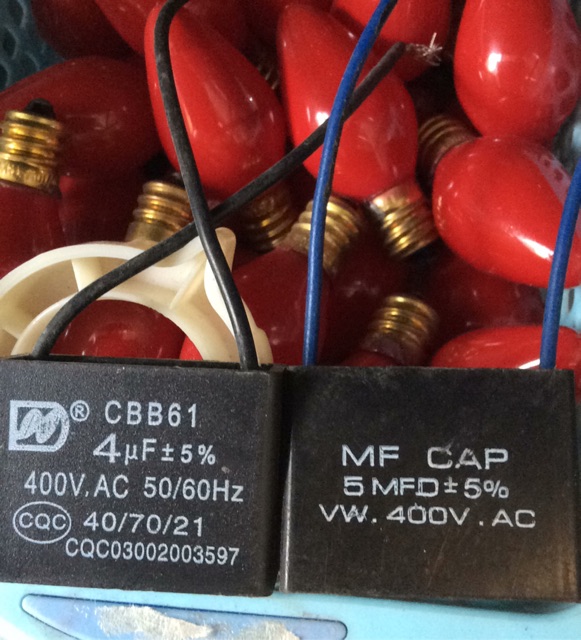 ® CBB61
4μF±5%
400V.AC 50/60Hz
CQC 40/70/21
CQC03002003597
MF CAP
5 MFD±5%
VW. 400V. AC